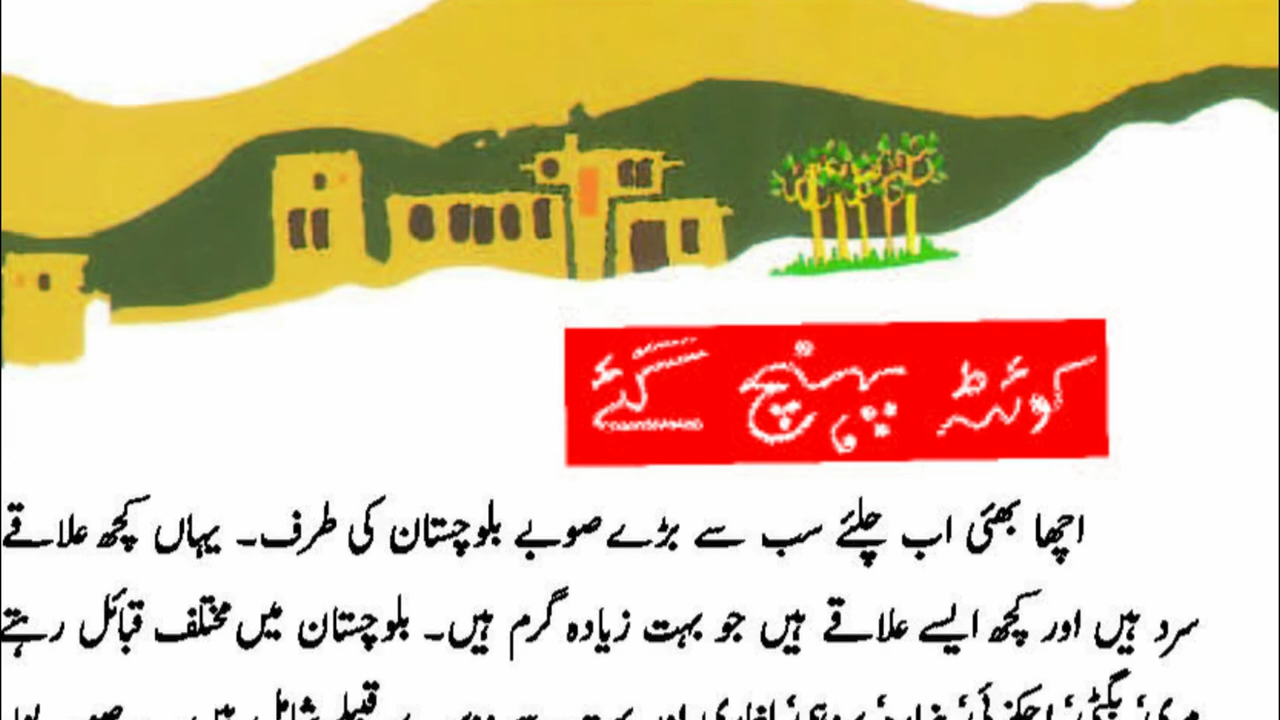 کوئٹہ پہنچ گئے
اچھا بھئی اب چلئے سب سے بڑے صوبے بلوچستان کی طرف۔ یہاں کچھ علاقے
سرد ہیں اور کچھ ایسے علاقے ہیں جو بہت زیادہ گرم ہیں۔ بلوچستان میں مختلف قبائل رہتے